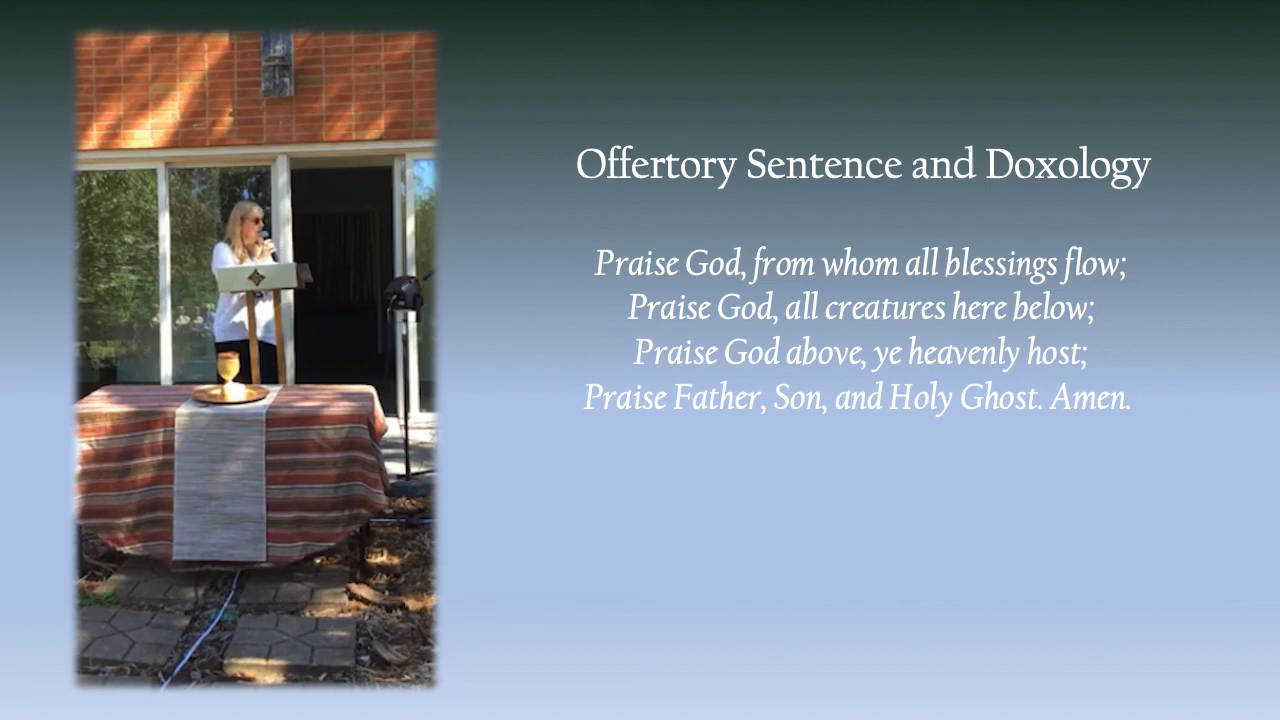 Offertory Sentence and Doxology
Praise God, from whom all blessings flow;
Praise God, all creatures here below;
Praise God above, ye heavenly host;
Praise Father, Son, and Holy Ghost. Amen.